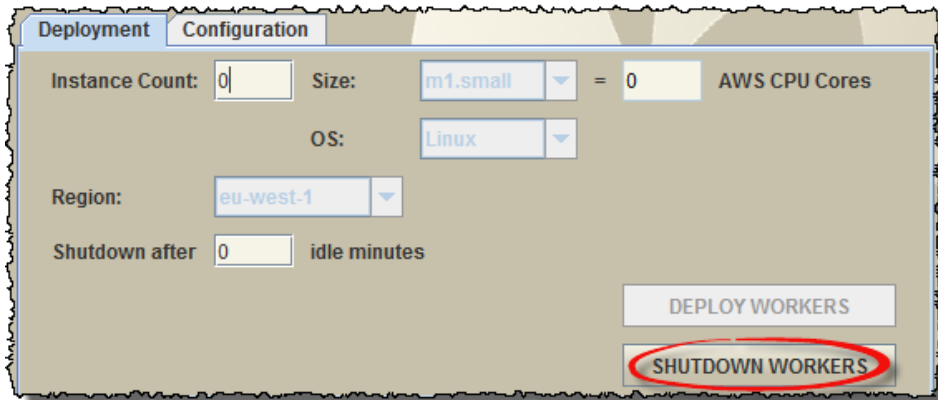 Deployment Configuration
Instance Count: 0 Size: m1.small = 0 AWS CPU Cores
OS: Linux
Region: eu-west-1
Shutdown after 0 idle minutes
DEPLOY WORKERS
SHUTDOWN WORKERS